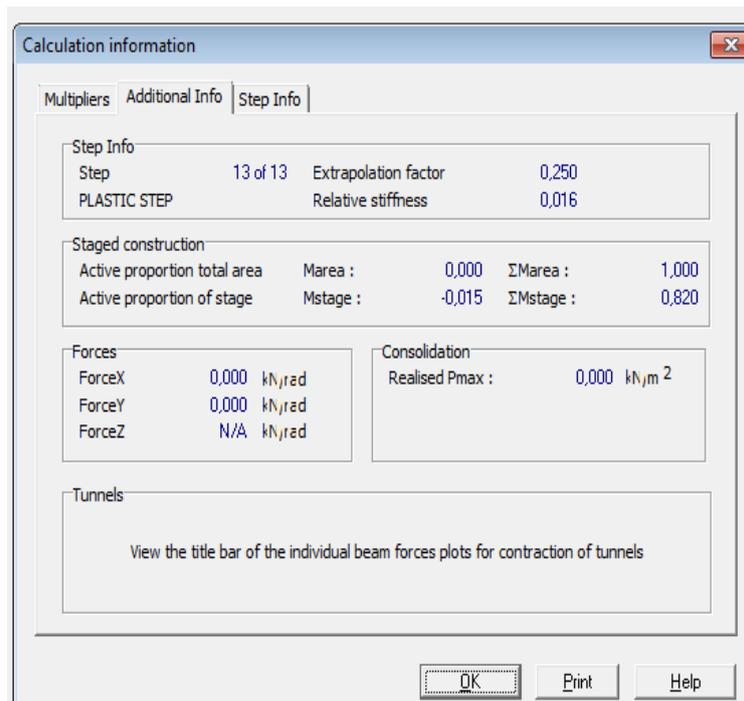 Calculation information
Multipliers Additional Info Step Info
Step Info
Step 13 of 13 Extrapolation factor 0,250
PLASTIC STEP Relative stiffness 0,016
Staged construction
Active proportion total area Marea : 0,000 ΣMarea : 1,000
Active proportion of stage Mstage : -0,015 ΣMstage : 0,820
Forces Consolidation
ForceX 0,000 kN/rad Realised Pmax : 0,000 kN/m 2
ForceY 0,000 kN/rad
ForceZ N/A kN/rad
Tunnels
View the title bar of the individual beam forces plots for contraction of tunnels
OK Print Help